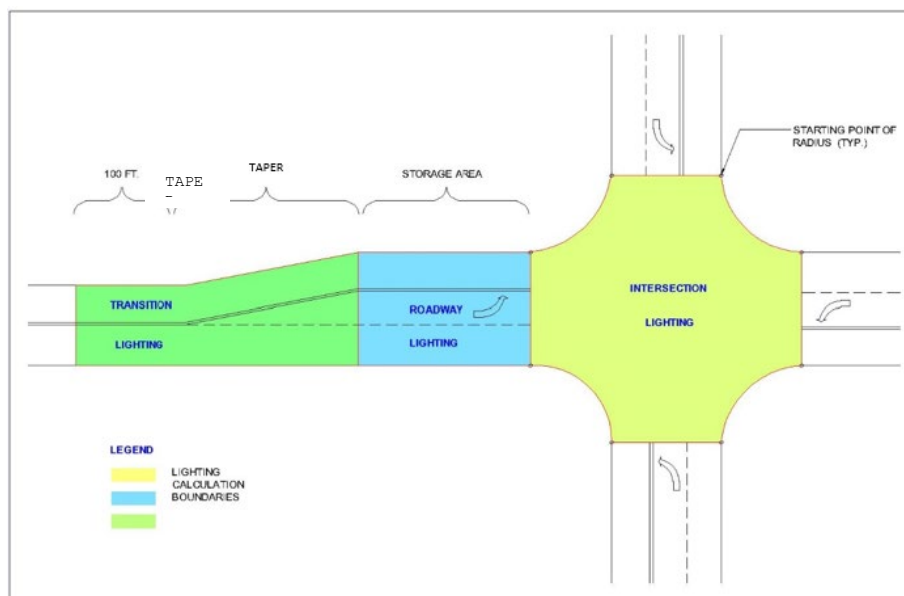 STARTING POINT OF
RADIUS (TYP.)
100 FT.
TAPE
-
TAPER
STORAGE AREA
TRANSITION
LIGHTING
ROADWAY
LIGHTING
INTERSECTION
LIGHTING
LEGEND
LIGHTING
CALCULATION
BOUNDARIES